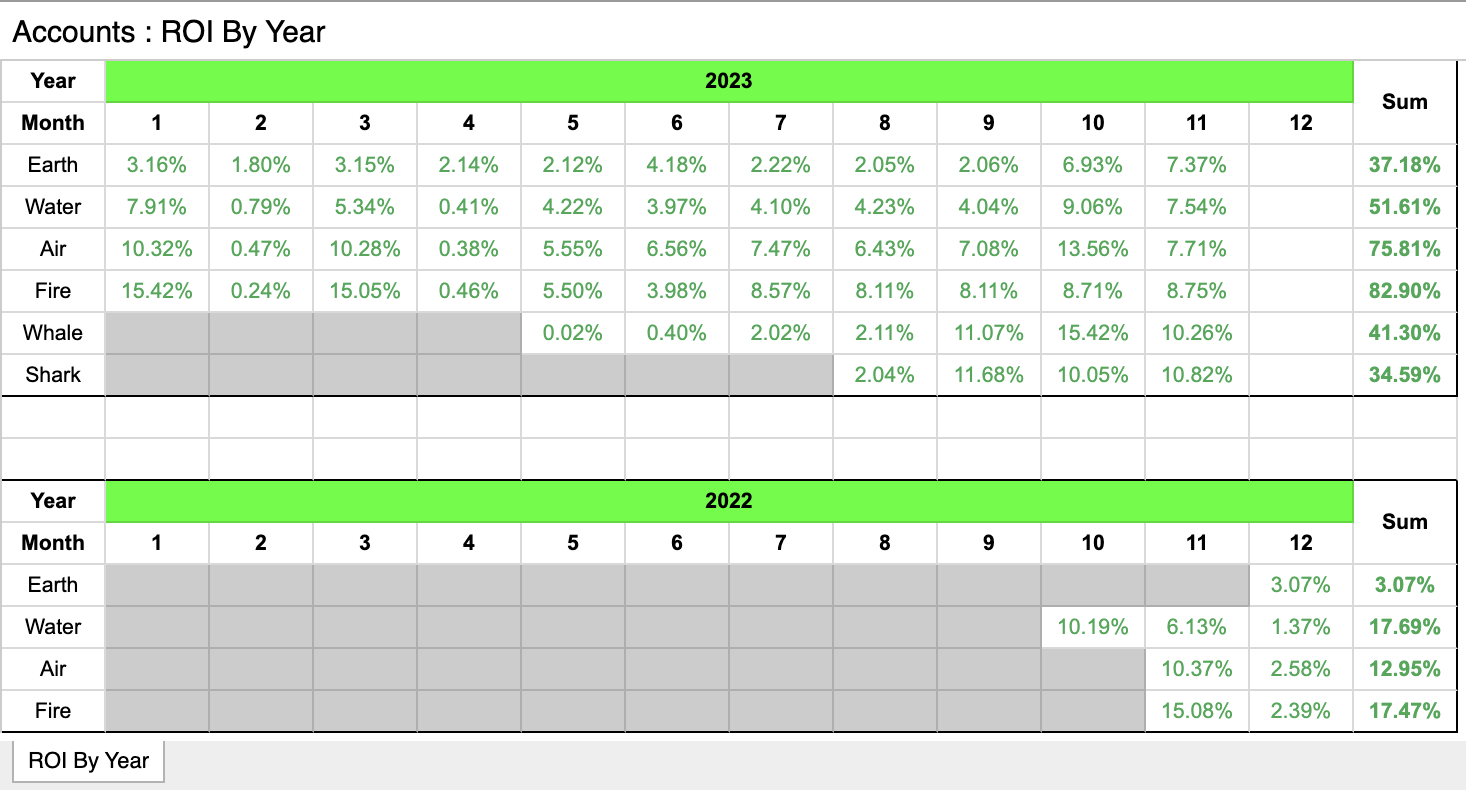 Accounts : ROI By Year
Year 2023 Sum
Month 1 2 3 4 5 6 7 8 9 10 11 12
Earth 3.16% 1.80% 3.15% 2.14% 2.12% 4.18% 2.22% 2.05% 2.06% 6.93% 7.37% 37.18%
Water 7.91% 0.79% 5.34% 0.41% 4.22% 3.97% 4.10% 4.23% 4.04% 9.06% 7.54% 51.61%
Air 10.32% 0.47% 10.28% 0.38% 5.55% 6.56% 7.47% 6.43% 7.08% 13.56% 7.71% 75.81%
Fire 15.42% 0.24% 15.05% 0.46% 5.50% 3.98% 8.57% 8.11% 8.11% 8.71% 8.75% 82.90%
Whale 0.02% 0.40% 2.02% 2.11% 11.07% 15.42% 10.26% 41.30%
Shark 2.04% 11.68% 10.05% 10.82% 34.59%
Year 2022 Sum
Month 1 2 3 4 5 6 7 8 9 10 11 12
Earth 3.07% 3.07%
Water 10.19% 6.13% 1.37% 17.69%
Air 10.37% 2.58% 12.95%
Fire 15.08% 2.39% 17.47%
ROI By Year